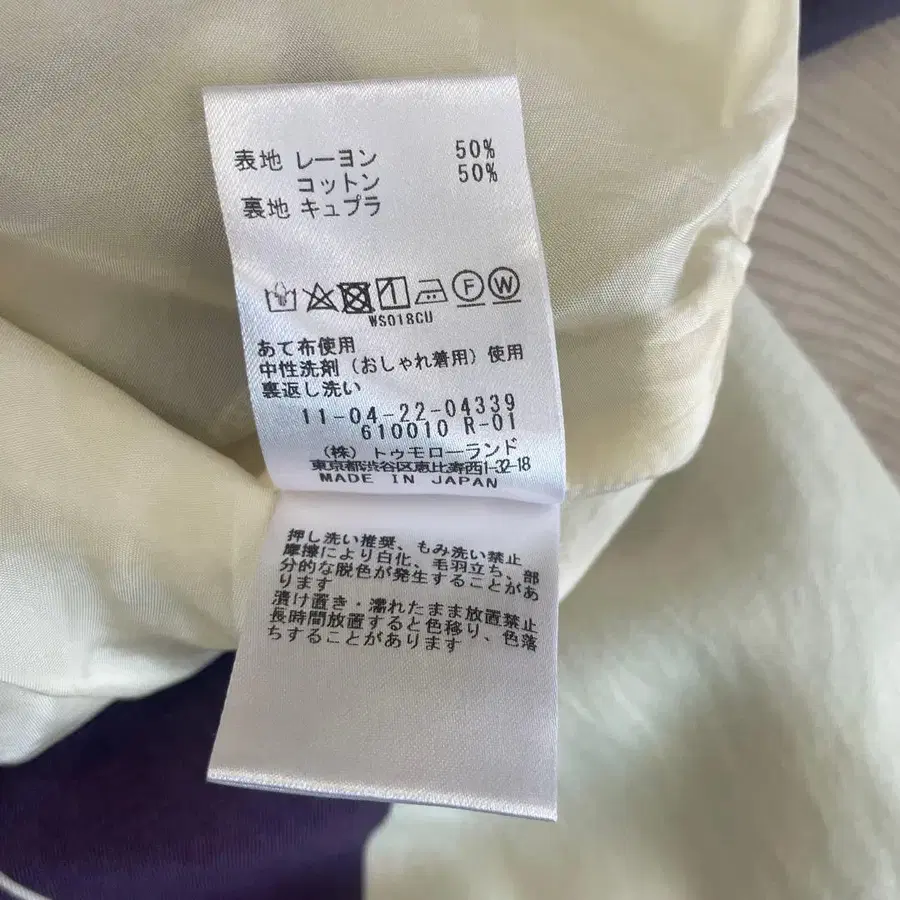 表地 レーヨン 50%
コットン 50%
裏地 キュプラ
F W
WS018CU
あて布使用
中性洗剤（おしゃれ着用）使用
裏返し洗い
11-04-22-04339
610010 R-01
（株）トゥモローランド
東京都渋谷区恵比寿西1-32-18
MADE IN JAPAN
押し洗い推奨、もみ洗い禁止
摩擦により白化、毛羽立ち、部
分的な脱色が発生することがあ
ります
漬け置き・濡れたまま放置禁止
長時間放置すると色移り、色落
ちすることがあります